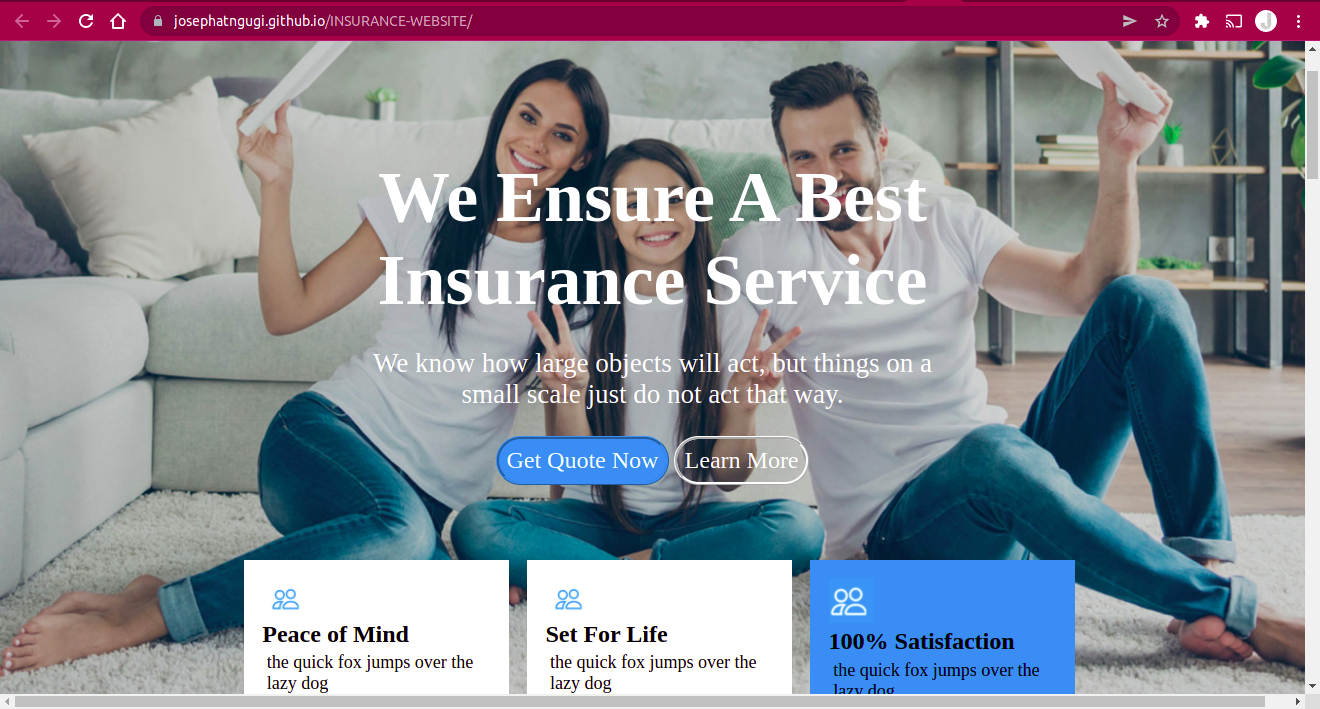 josephatngugi.github.io/INSURANCE-WEBSITE/
J
We Ensure A Best
Insurance Service
We know how large objects will act, but things on a
small scale just do not act that way.
Get Quote Now
Learn More
Peace of Mind
the quick fox jumps over the
lazy dog
Set For Life
the quick fox jumps over the
lazy dog
100% Satisfaction
the quick fox jumps over the
lazy dog